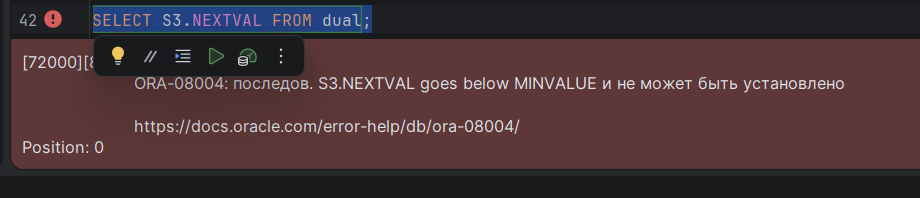 42 SELECT S3.NEXTVAL FROM dual;
[72000][8
ORA-08004: последов. S3.NEXTVAL goes below MINVALUE и не может быть установлено
https://docs.oracle.com/error-help/db/ora-08004/
Position: 0